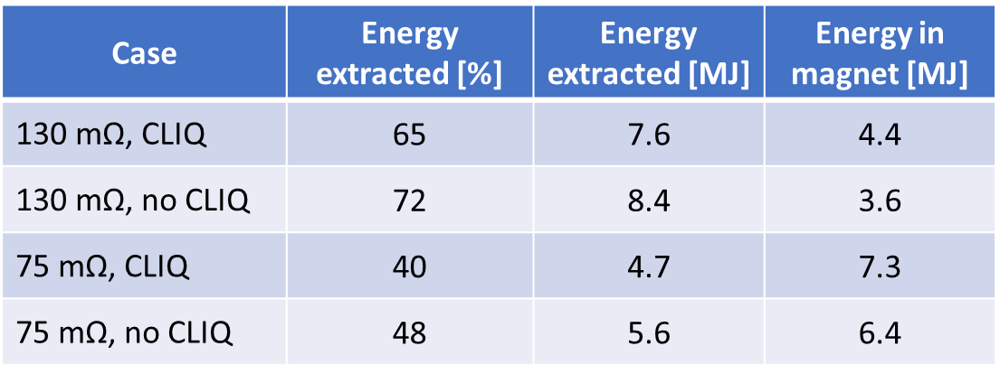 Case Energy extracted [%] Energy extracted [MJ] Energy in magnet [MJ]
130 mΩ, CLIQ 65 7.6 4.4
130 mΩ, no CLIQ 72 8.4 3.6
75 mΩ, CLIQ 40 4.7 7.3
75 mΩ, no CLIQ 48 5.6 6.4